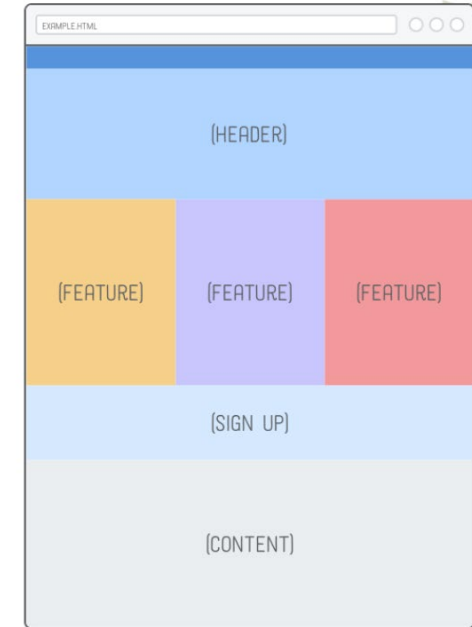 EXAMPLE.HTML
(HEADER)
(FEATURE) (FEATURE) (FEATURE)
(SIGN UP)
(CONTENT)